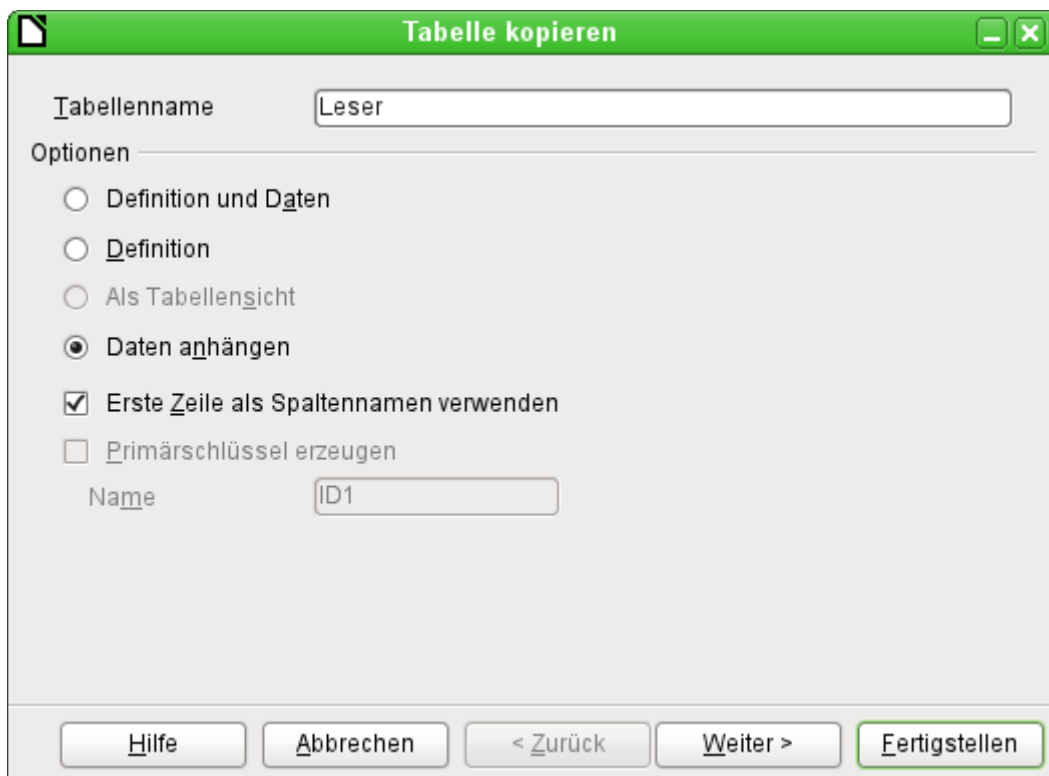 Tabelle kopieren
Tabellenname Leser
Optionen
Definition und Daten
Definition
Als Tabellensicht
Daten anhängen
Erste Zeile als Spaltennamen verwenden
Primärschlüssel erzeugen
Name ID1
Hilfe Abbrechen < Zurück Weiter > Fertigstellen